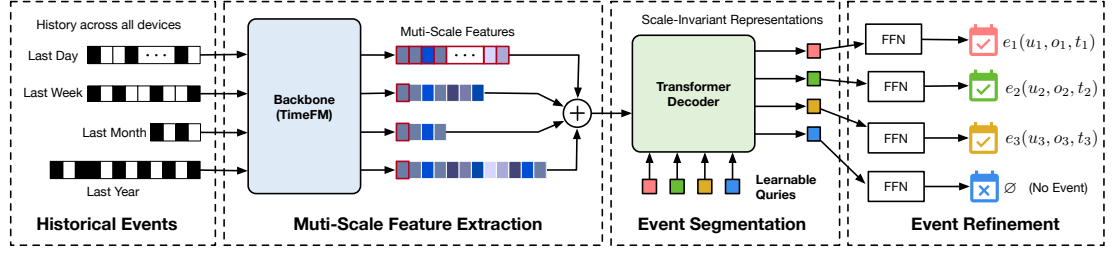 History across all devices
Last Day
...
Last Week
Last Month
Last Year
Historical Events
Backbone
(TimeFM)
Muti-Scale Features
...
Muti-Scale Feature Extraction
Scale-Invariant Representations
Transformer
Decoder
Learnable
Quries
Event Segmentation
FFN
e₁(u₁, o₁, t₁)
FFN
e₂(u₂, o₂, t₂)
FFN
e₃(u₃, o₃, t₃)
FFN
∅ (No Event)
Event Refinement